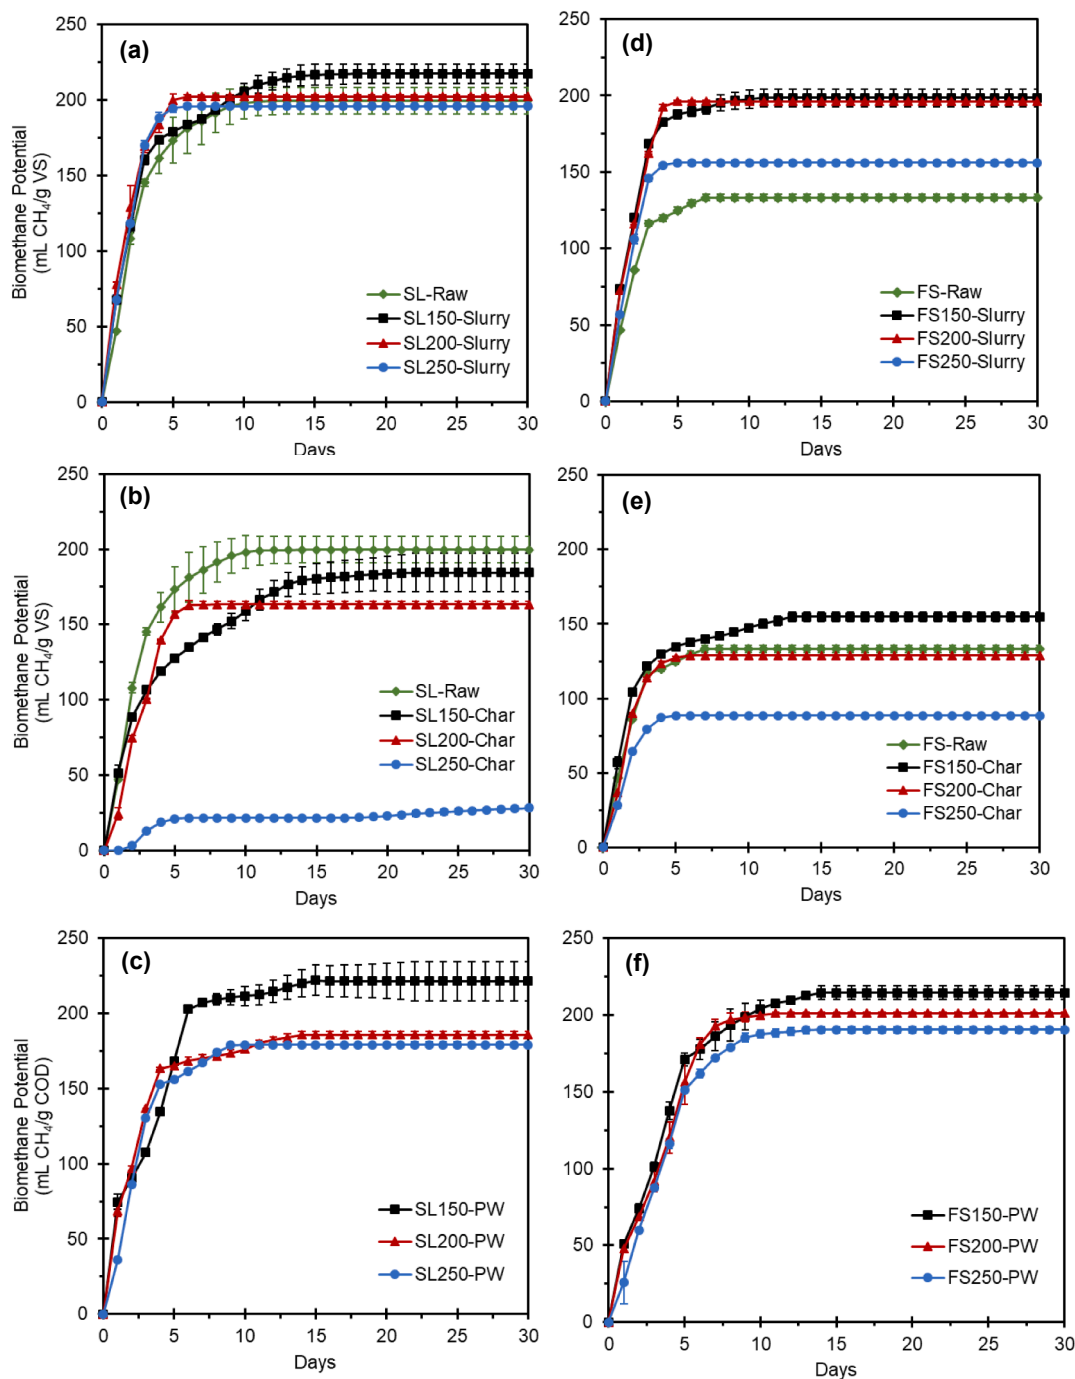 (a)
250
200
150
100
50
0
Biomethane Potential
(mL CH₄/g VS)
SL-Raw
SL150-Slurry
SL200-Slurry
SL250-Slurry
0 5 10 15 20 25 30
Days
(d)
250
200
150
100
50
0
FS-Raw
FS150-Slurry
FS200-Slurry
FS250-Slurry
0 5 10 15 20 25 30
Days
(b)
250
200
150
100
50
0
Biomethane Potential
(mL CH₄/g VS)
SL-Raw
SL150-Char
SL200-Char
SL250-Char
0 5 10 15 20 25 30
Days
(e)
250
200
150
100
50
0
FS-Raw
FS150-Char
FS200-Char
FS250-Char
0 5 10 15 20 25 30
Days
(c)
250
200
150
100
50
0
Biomethane Potential
(mL CH₄/g COD)
SL150-PW
SL200-PW
SL250-PW
0 5 10 15 20 25 30
Days
(f)
250
200
150
100
50
0
FS150-PW
FS200-PW
FS250-PW
0 5 10 15 20 25 30
Days